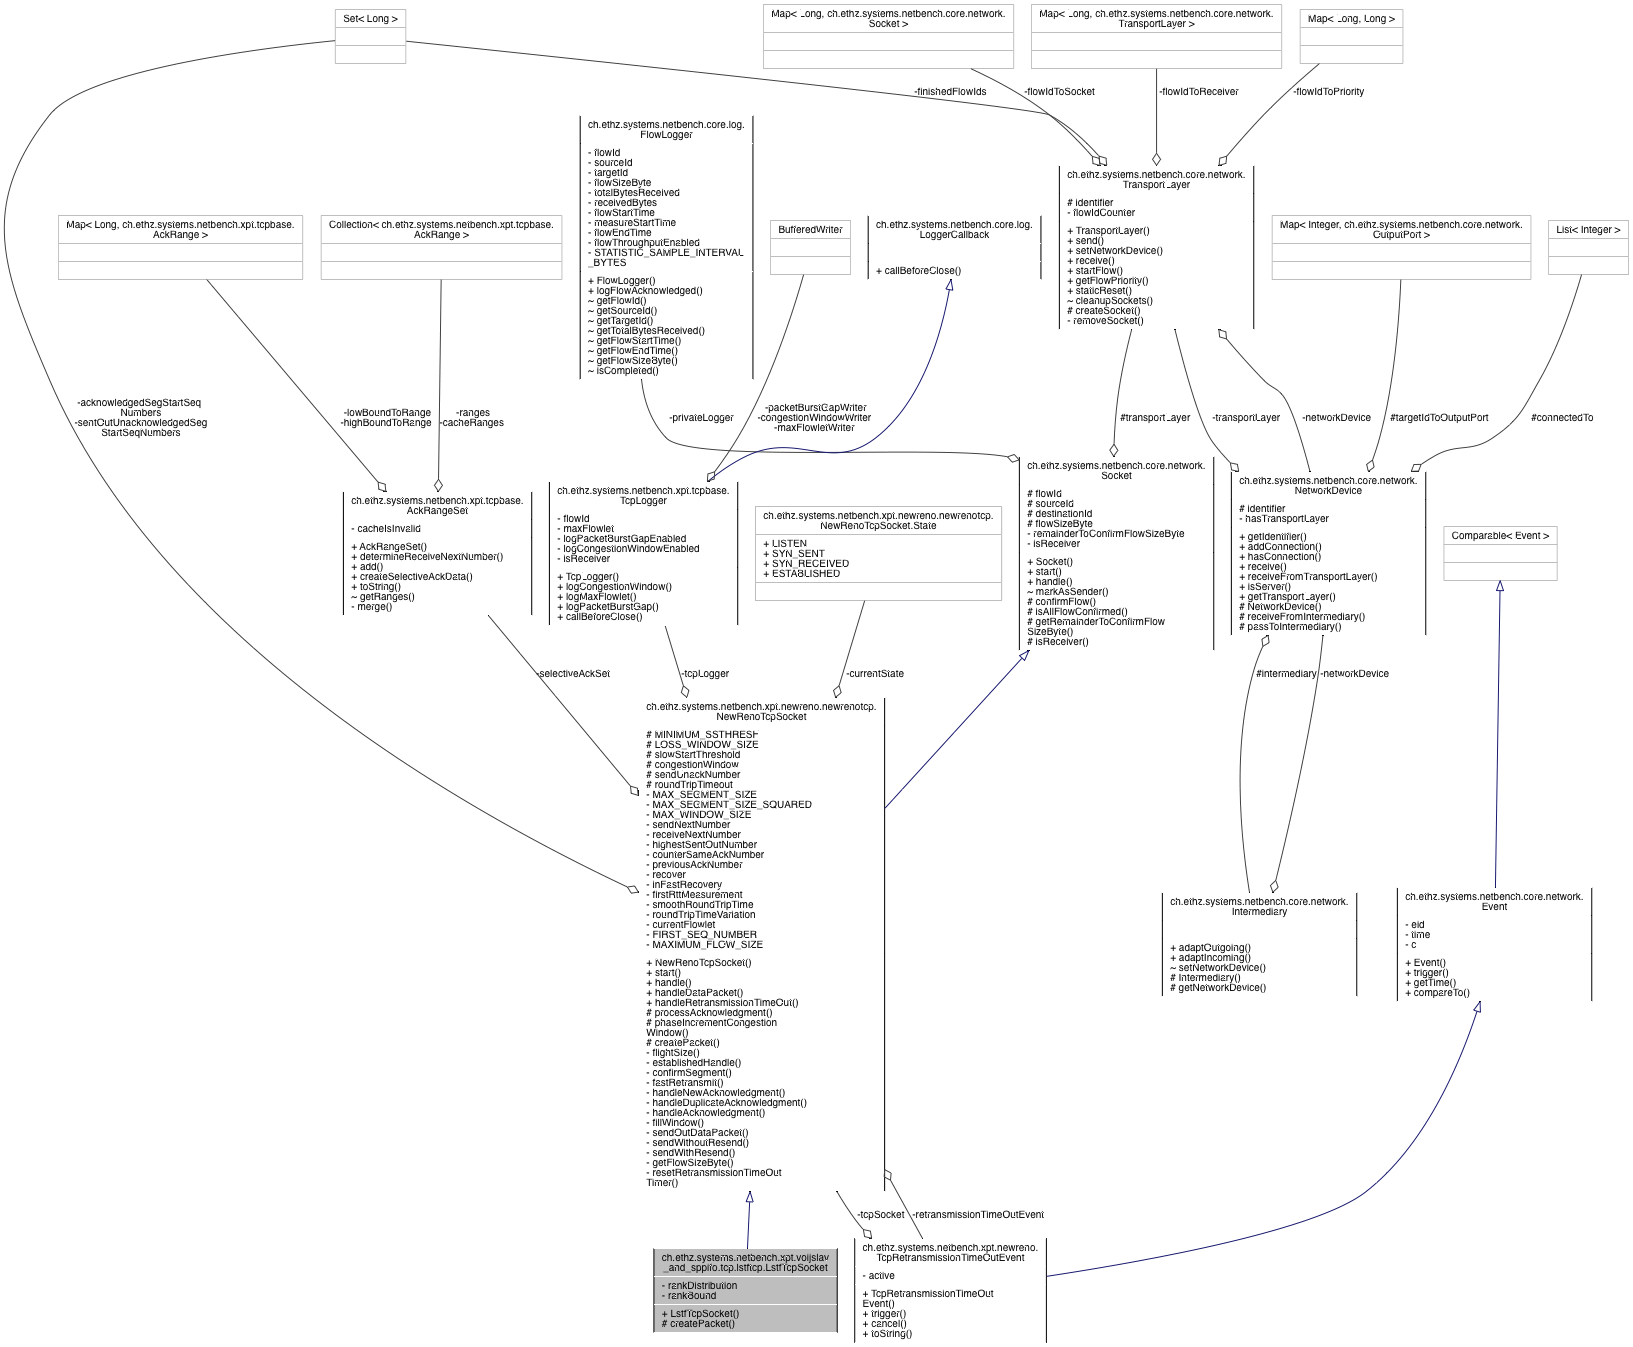 Set< Long >
Map< Long, ch.ethz.systems.netbench.core.network.
Socket >
Map< Long, ch.ethz.systems.netbench.core.network.
TransportLayer >
Map< Long, Long >
-finishedFlowIds
-flowIdToSocket
-flowIdToReceiver
-flowIdToPriority
ch.ethz.systems.netbench.core.log.
FlowLogger
- flowId
- sourceId
- targetId
- flowSizeByte
- totalBytesReceived
- receivedBytes
- flowStartTime
- measureStartTime
- flowEndTime
- flowThroughputEnabled
- STATISTIC_SAMPLE_INTERVAL
_BYTES
+ FlowLogger()
+ logFlowAcknowledged()
~ getFlowId()
~ getSourceId()
~ getTargetId()
~ getTotalBytesReceived()
~ getFlowStartTime()
~ getFlowEndTime()
~ getFlowSizeByte()
~ isCompleted()
ch.ethz.systems.netbench.core.network.
TransportLayer
# identifier
- flowIdCounter
+ TransportLayer()
+ send()
+ setNetworkDevice()
+ receive()
+ startFlow()
+ getFlowPriority()
+ staticReset()
~ cleanupSockets()
# createSocket()
- removeSocket()
Map< Long, ch.ethz.systems.netbench.xpt.tcpbase.
AckRange >
Collection< ch.ethz.systems.netbench.xpt.tcpbase.
AckRange >
BufferedWriter
ch.ethz.systems.netbench.core.log.
LoggerCallback
+ callBeforeClose()
Map< Integer, ch.ethz.systems.netbench.core.network.
OutputPort >
List< Integer >
-acknowledgedSegStartSeq
Numbers
-sentOutUnacknowledgedSeg
StartSeqNumbers
-lowBoundToRange
-highBoundToRange
-ranges
-cacheRanges
-privateLogger
-packetBurstGapWriter
-congestionWindowWriter
-maxFlowletWriter
#transportLayer
-transportLayer
-networkDevice
#targetIdToOutputPort
#connectedTo
ch.ethz.systems.netbench.xpt.tcpbase.
AckRangeSet
- cacheIsInvalid
+ AckRangeSet()
+ determineReceiveNextNumber()
+ add()
+ createSelectiveAckData()
+ toString()
~ getRanges()
- merge()
ch.ethz.systems.netbench.xpt.tcpbase.
TcpLogger
- flowId
- maxFlowlet
- logPacketBurstGapEnabled
- logCongestionWindowEnabled
- isReceiver
+ TcpLogger()
+ logCongestionWindow()
+ logMaxFlowlet()
+ logPacketBurstGap()
+ callBeforeClose()
ch.ethz.systems.netbench.xpt.newreno.newrenotcp.
NewRenoTcpSocket.State
+ LISTEN
+ SYN_SENT
+ SYN_RECEIVED
+ ESTABLISHED
ch.ethz.systems.netbench.core.network.
Socket
# flowId
# sourceId
# destinationId
# flowSizeByte
- remainderToConfirmFlowSizeByte
- isReceiver
+ Socket()
+ start()
+ handle()
~ markAsSender()
# confirmFlow()
# isAllFlowConfirmed()
# getRemainderToConfirmFlow
SizeByte()
# isReceiver()
ch.ethz.systems.netbench.core.network.
NetworkDevice
# identifier
- hasTransportLayer
+ getIdentifier()
+ addConnection()
+ hasConnection()
+ receive()
+ receiveFromTransportLayer()
+ isServer()
+ getTransportLayer()
# NetworkDevice()
# receiveFromIntermediary()
# passToIntermediary()
Comparable< Event >
-selectiveAckSet
-tcpLogger
-currentState
#intermediary
-networkDevice
ch.ethz.systems.netbench.xpt.newreno.newrenotcp.
NewRenoTcpSocket
# MINIMUM_SSTHRESH
# LOSS_WINDOW_SIZE
# slowStartThreshold
# congestionWindow
# sendUnackNumber
# roundTripTimeout
- MAX_SEGMENT_SIZE
- MAX_SEGMENT_SIZE_SQUARED
- MAX_WINDOW_SIZE
- sendNextNumber
- receiveNextNumber
- highestSentOutNumber
- counterSameAckNumber
- previousAckNumber
- recover
- inFastRecovery
- firstRttMeasurement
- smoothRoundTripTime
- roundTripTimeVariation
- currentFlowlet
- FIRST_SEQ_NUMBER
- MAXIMUM_FLOW_SIZE
+ NewRenoTcpSocket()
+ start()
+ handle()
+ handleDataPacket()
+ handleRetransmissionTimeOut()
# processAcknowledgment()
# phaseIncrementCongestion
Window()
# createPacket()
- flightSize()
- establishedHandle()
- confirmSegment()
- fastRetransmit()
- handleNewAcknowledgment()
- handleDuplicateAcknowledgment()
- handleAcknowledgment()
- fillWindow()
- sendOutDataPacket()
- sendWithoutResend()
- sendWithResend()
- getFlowSizeByte()
- resetRetransmissionTimeOut
Timer()
ch.ethz.systems.netbench.core.network.
Intermediary
+ adaptOutgoing()
+ adaptIncoming()
~ setNetworkDevice()
# Intermediary()
# getNetworkDevice()
ch.ethz.systems.netbench.core.network.
Event
- eid
- time
- c
+ Event()
+ trigger()
+ getTime()
+ compareTo()
-tcpSocket
-retransmissionTimeOutEvent
ch.ethz.systems.netbench.xpt.voijslav
_and_sppifo.tcp.lstftcp.LstfTcpSocket
- rankDistribution
- rankBound
+ LstfTcpSocket()
# createPacket()
ch.ethz.systems.netbench.xpt.newreno.
TcpRetransmissionTimeOutEvent
- active
+ TcpRetransmissionTimeOut
Event()
+ trigger()
+ cancel()
+ toString()